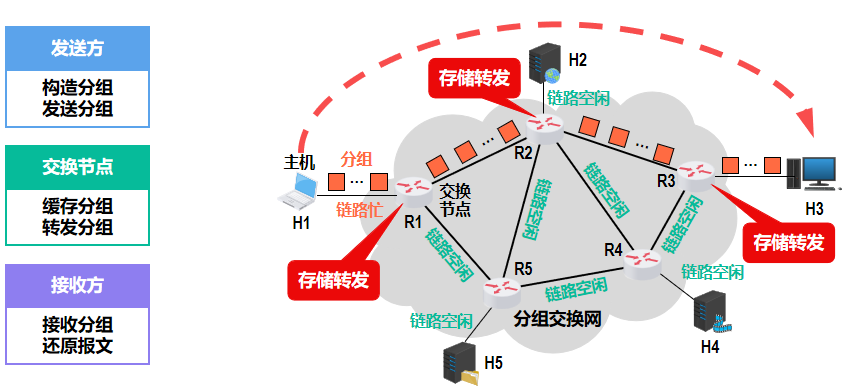 发送方
构造分组
发送分组
交换节点
缓存分组
转发分组
接收方
接收分组
还原报文
H2
存储转发
链路空闲
主机
分组
...
...
...
...
R2
R3
H1
链路忙
R1
交换
节点
链路空闲
链路空闲
H3
存储转发
链路空闲
链路空闲
R4
存储转发
R5
链路空闲
链路空闲
链路空闲
分组交换网
H4
H5